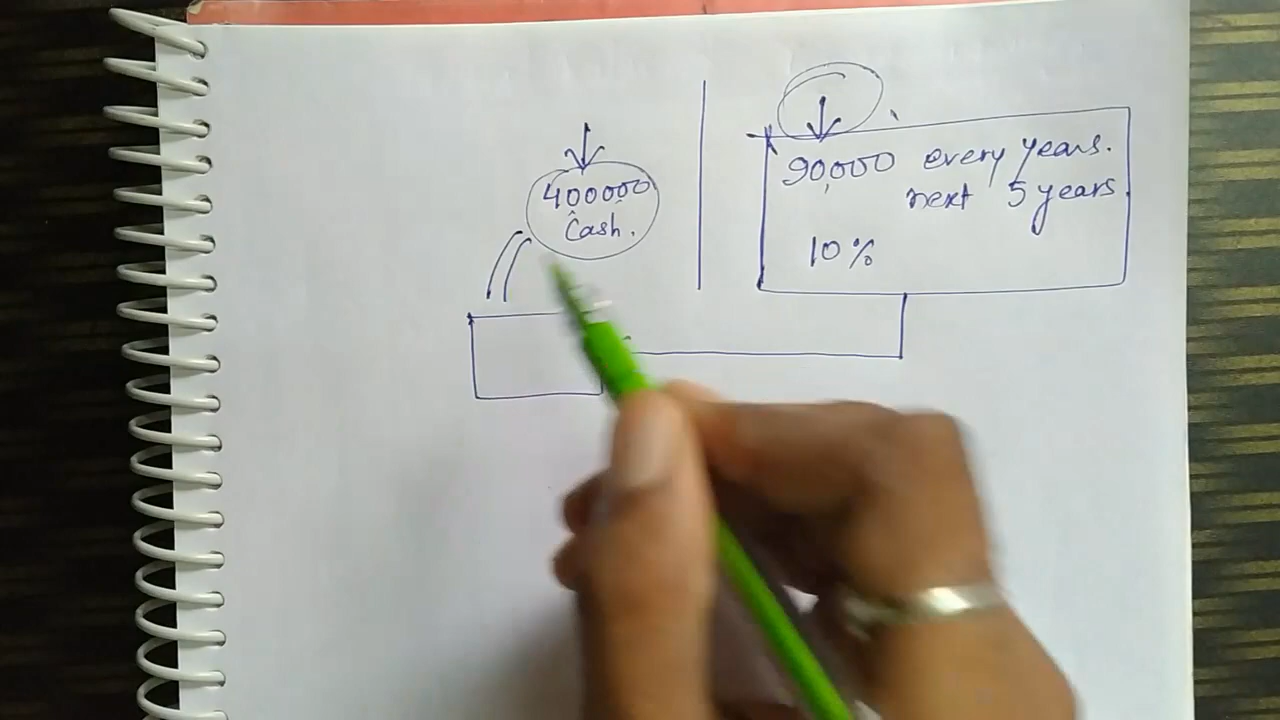 400000
Cash.
90,000 every years.
next 5 years.
10%